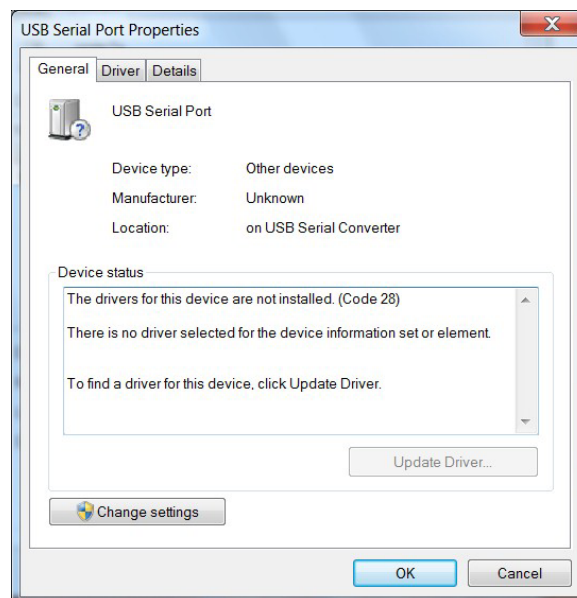 USB Serial Port Properties
General Driver Details
USB Serial Port
Device type: Other devices
Manufacturer: Unknown
Location: on USB Serial Converter
Device status
The drivers for this device are not installed. (Code 28)
There is no driver selected for the device information set or element.
To find a driver for this device, click Update Driver.
Update Driver...
Change settings
OK Cancel